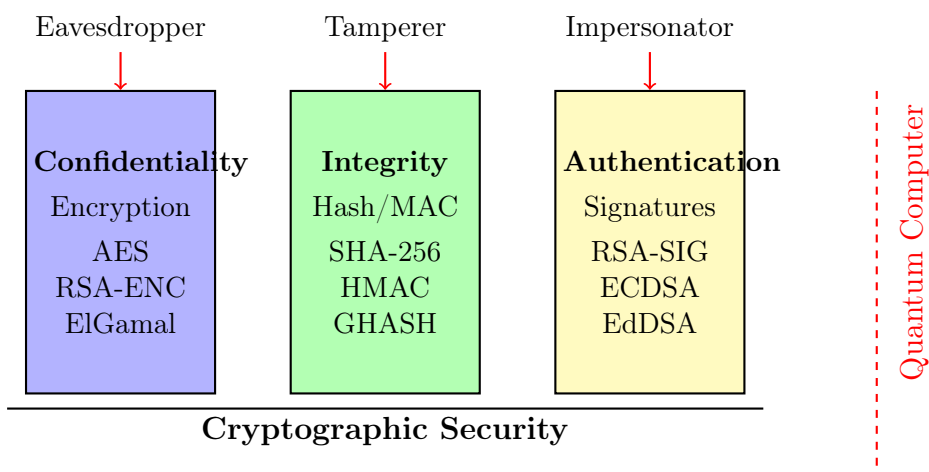 Eavesdropper
Tamperer
Impersonator
Confidentiality
Encryption
AES
RSA-ENC
ElGamal
Integrity
Hash/MAC
SHA-256
HMAC
GHASH
Authentication
Signatures
RSA-SIG
ECDSA
EdDSA
Quantum Computer
Cryptographic Security